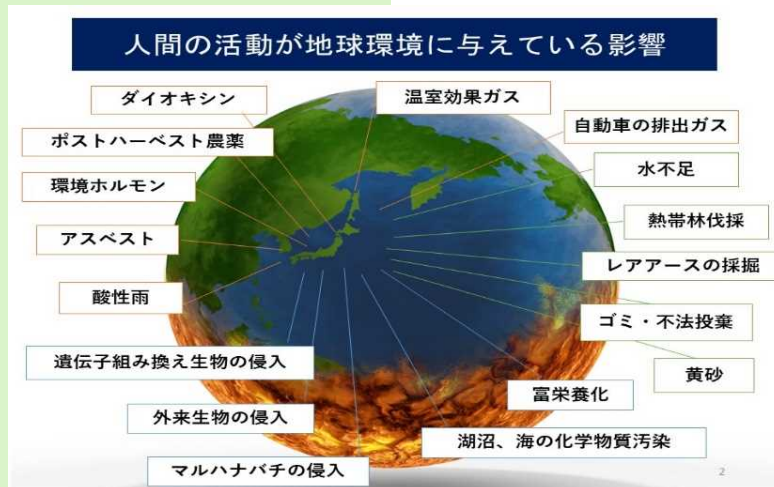 人間の活動が地球環境に与えている影響
ダイオキシン
温室効果ガス
自動車の排出ガス
ポストハーベスト農薬
水不足
環境ホルモン
熱帯林伐採
アスベスト
レアアースの採掘
酸性雨
ゴミ・不法投棄
遺伝子組み換え生物の侵入
黄砂
富栄養化
外来生物の侵入
湖沼、海の化学物質汚染
マルハナバチの侵入
2